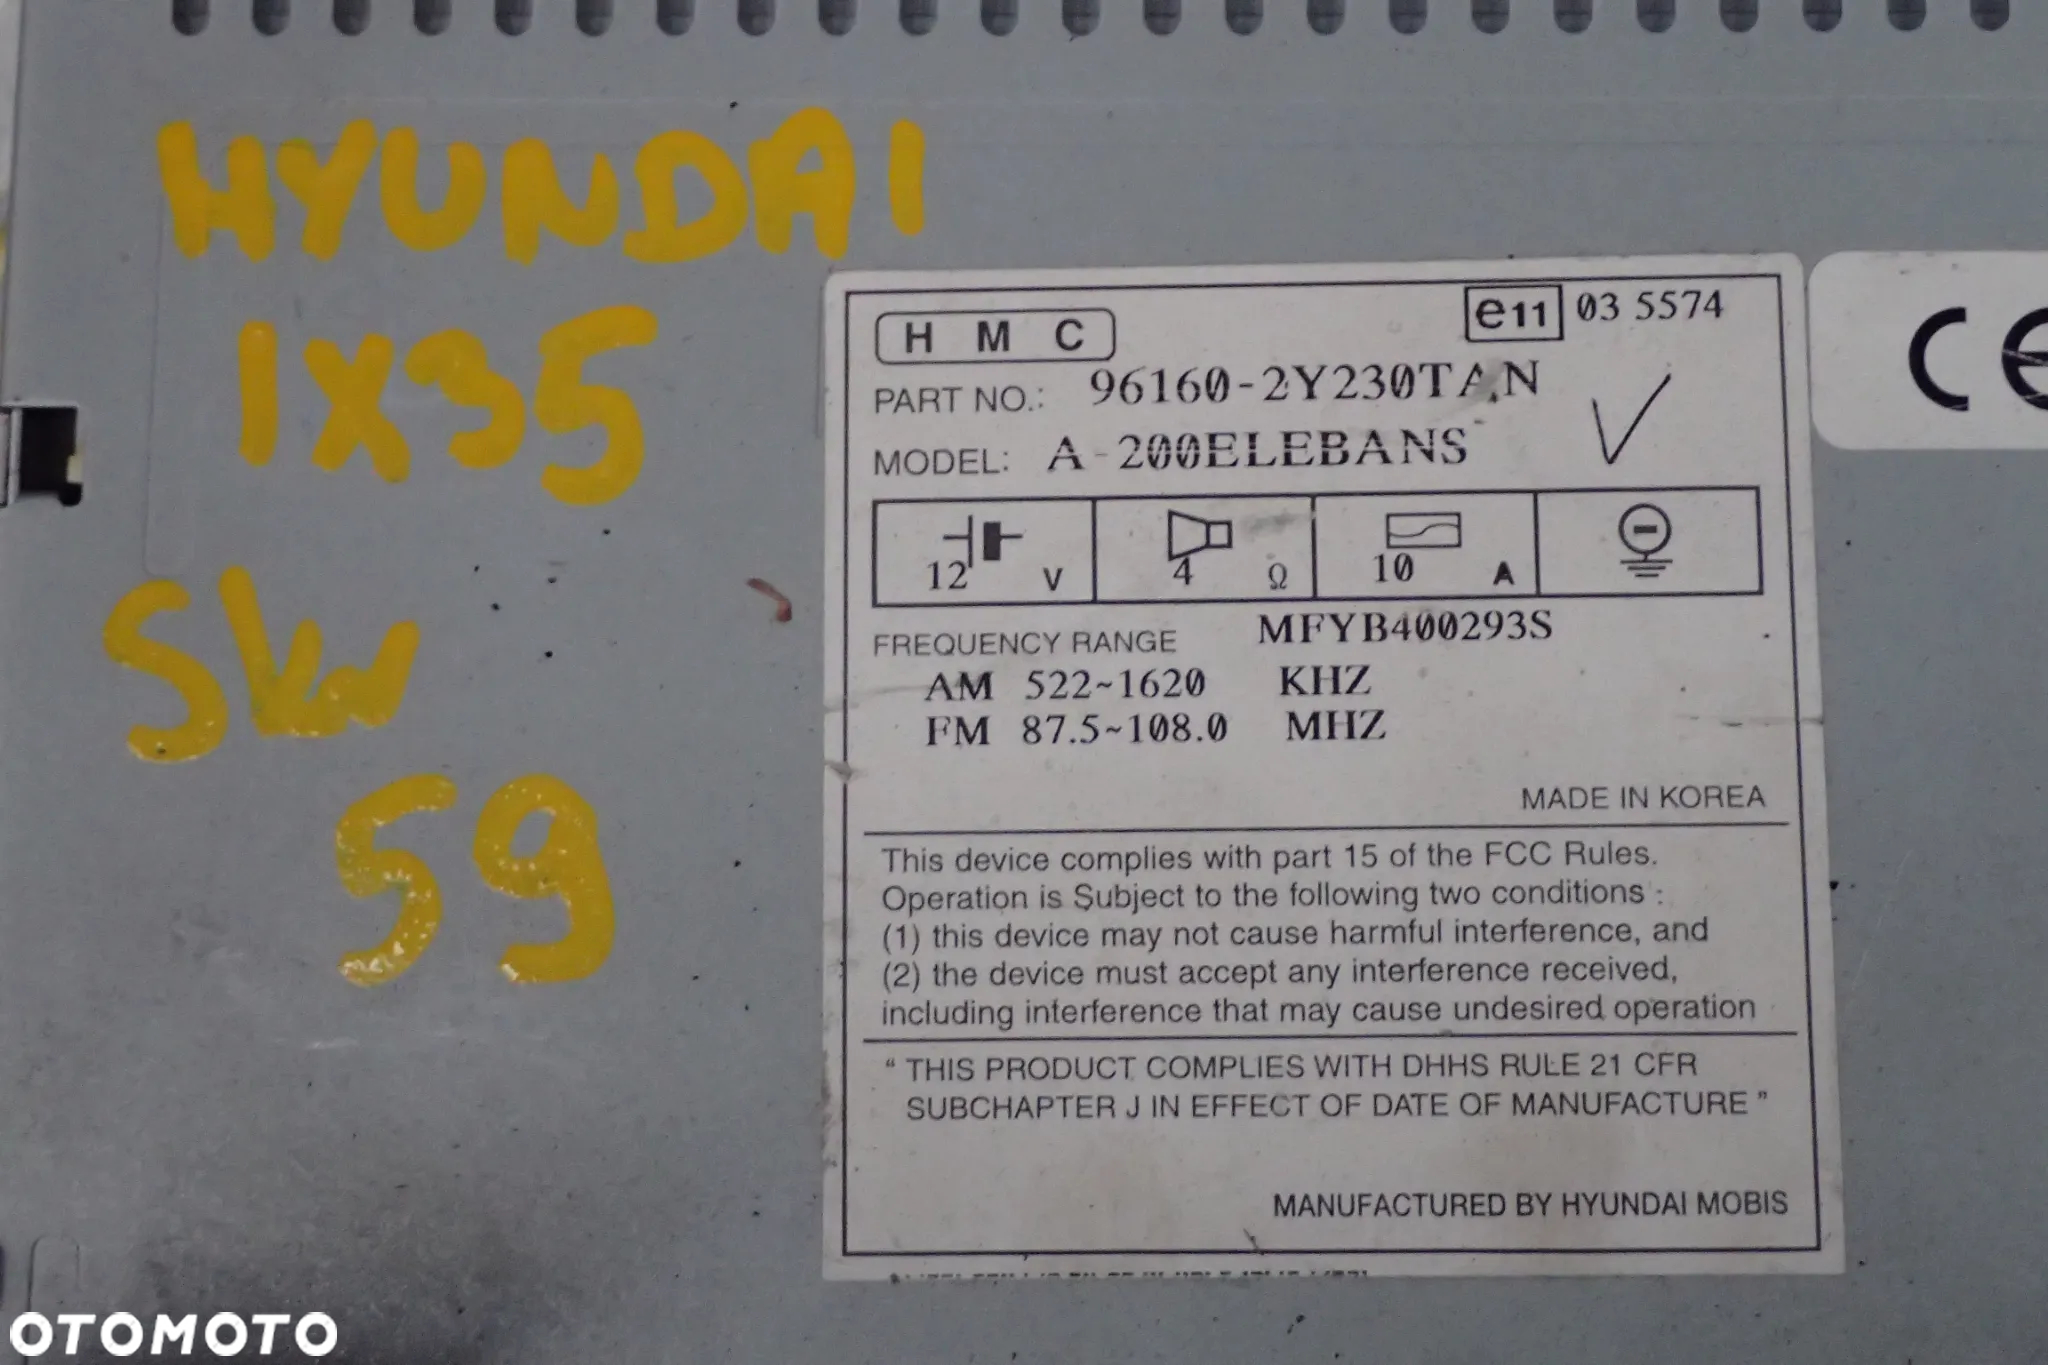 HYUNDAI
IX35
SW
59
HMC
e11 03 5574
PART NO.: 96160-2Y230TAN
MODEL: A-200ELEBANS
12 V
4 Ω
10 A
FREQUENCY RANGE MFYB400293S
AM 522~1620 KHZ
FM 87.5~108.0 MHZ
MADE IN KOREA
This device complies with part 15 of the FCC Rules.
Operation is Subject to the following two conditions :
(1) this device may not cause harmful interference, and
(2) the device must accept any interference received,
including interference that may cause undesired operation
“ THIS PRODUCT COMPLIES WITH DHHS RULE 21 CFR
SUBCHAPTER J IN EFFECT OF DATE OF MANUFACTURE ”
MANUFACTURED BY HYUNDAI MOBIS
CE
OTOMOTO